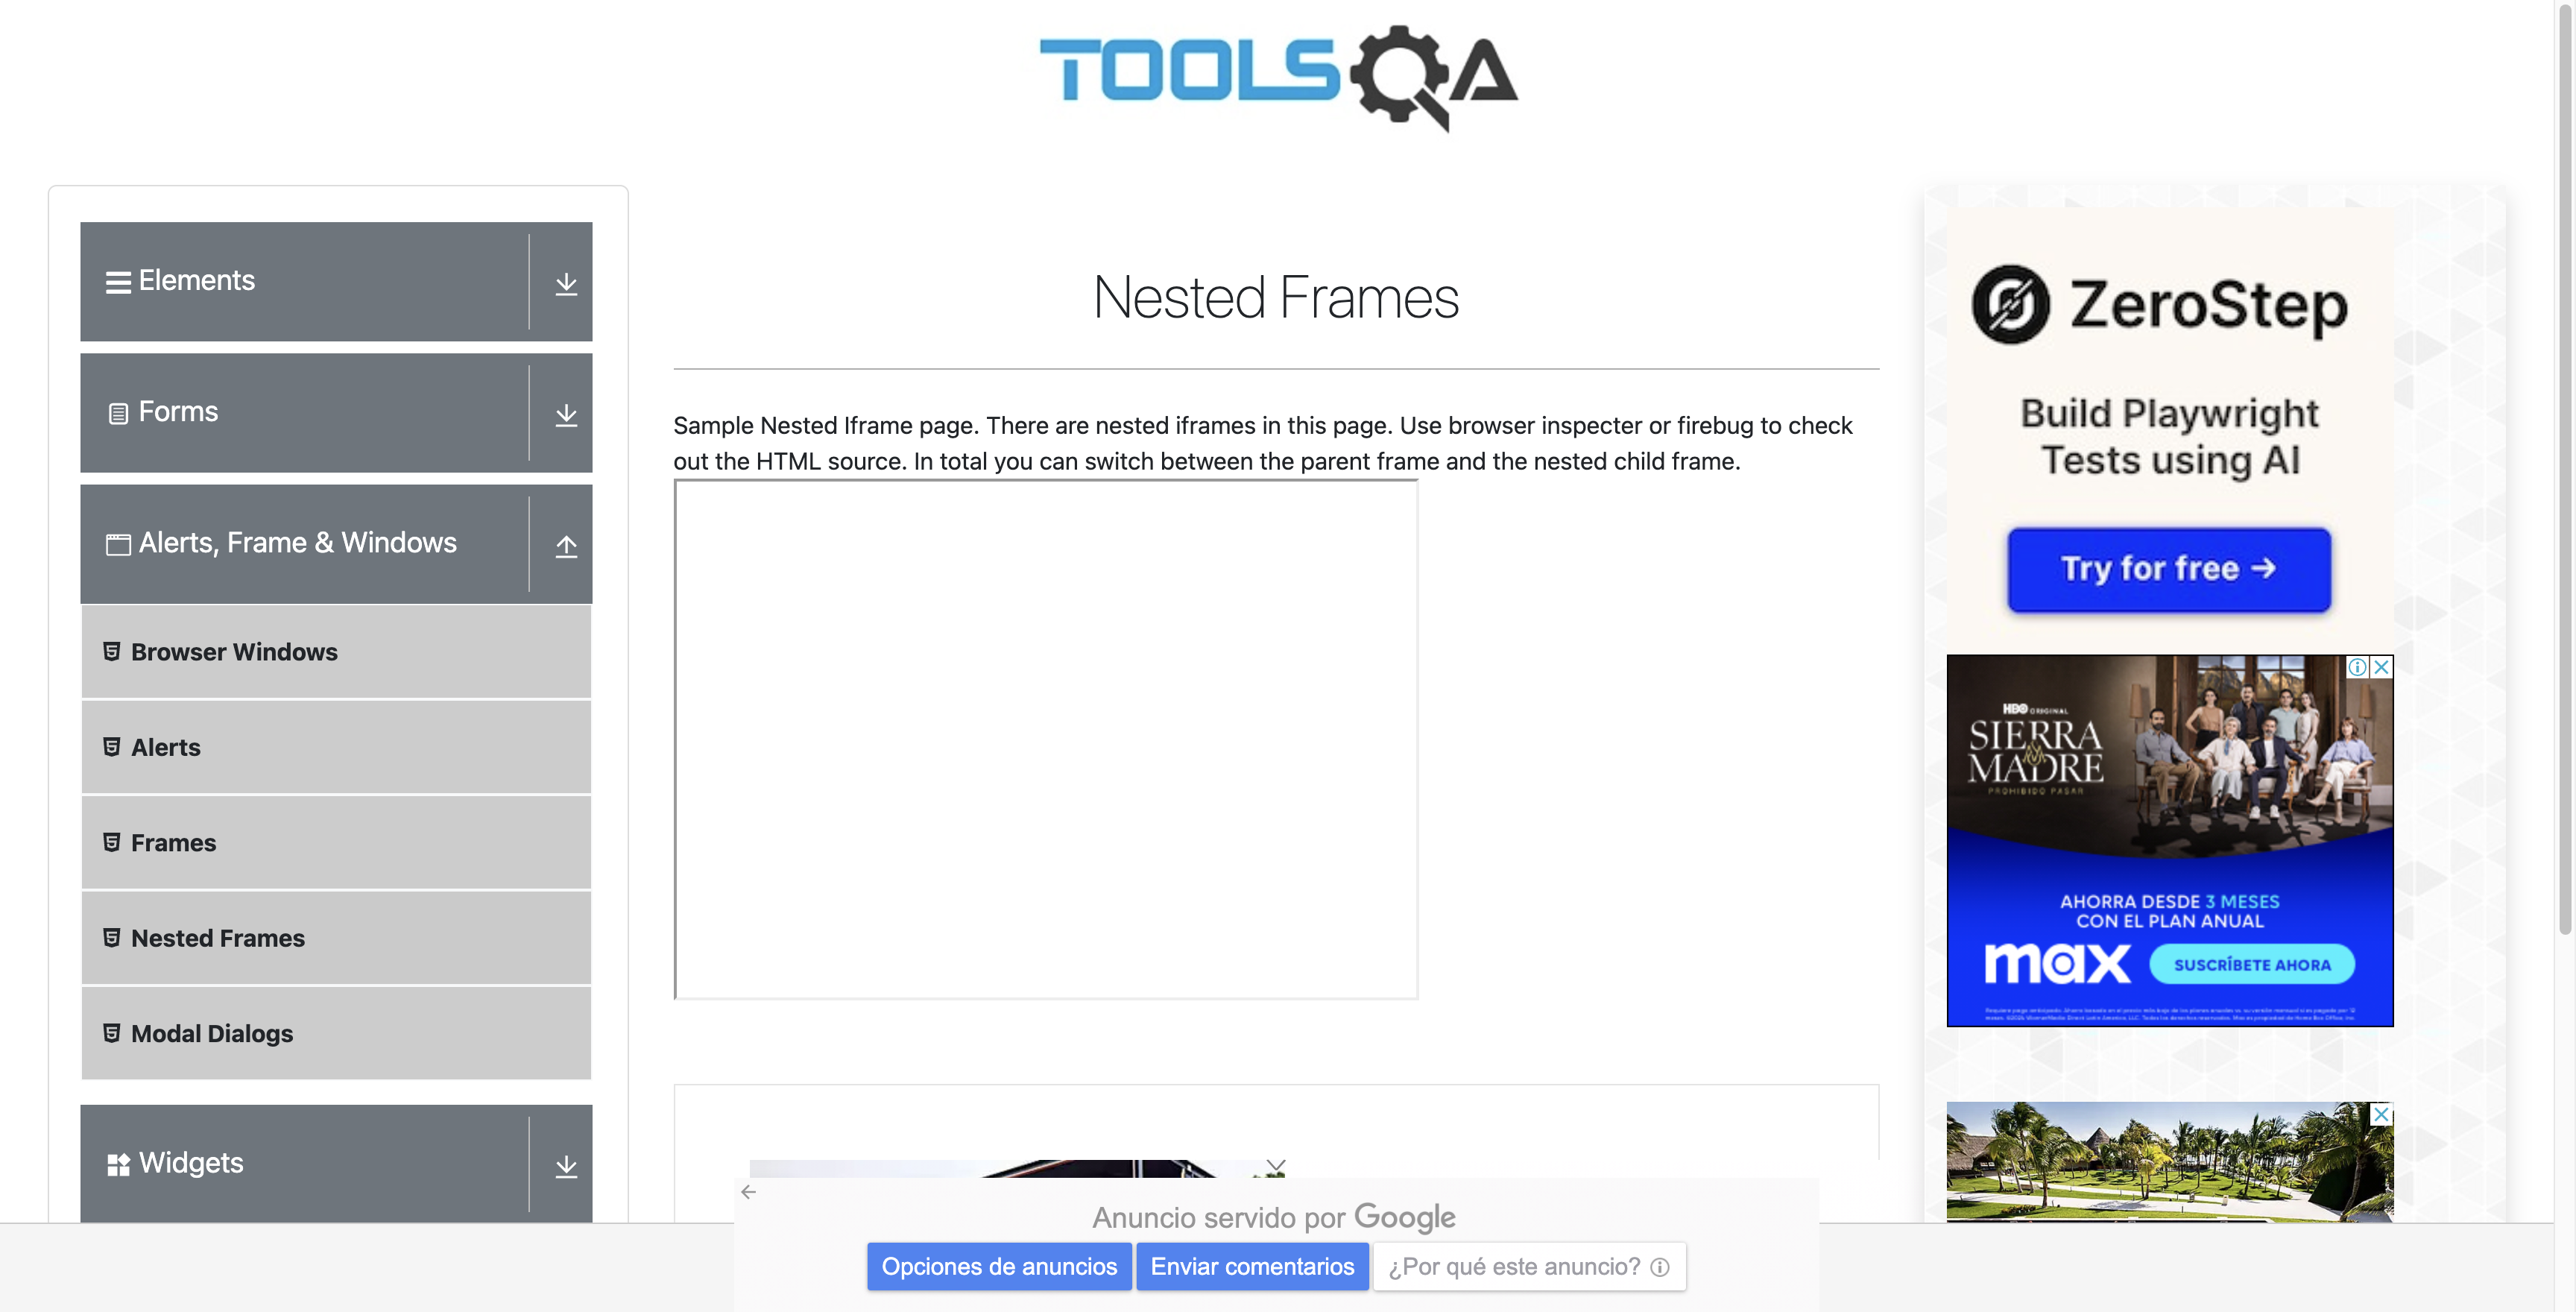 TOOLSQA
Elements
Forms
Alerts, Frame & Windows
Browser Windows
Alerts
Frames
Nested Frames
Modal Dialogs
Widgets
Nested Frames
Sample Nested Iframe page. There are nested iframes in this page. Use browser inspecter or firebug to check
out the HTML source. In total you can switch between the parent frame and the nested child frame.
ZeroStep
Build Playwright
Tests using AI
Try for free →
HBO ORIGINAL
SIERRA
MADRE
PROHIBIDO PASAR
AHORRA DESDE 3 MESES
CON EL PLAN ANUAL
max SUSCRÍBETE AHORA
Anuncio servido por Google
Opciones de anuncios
Enviar comentarios
¿Por qué este anuncio?